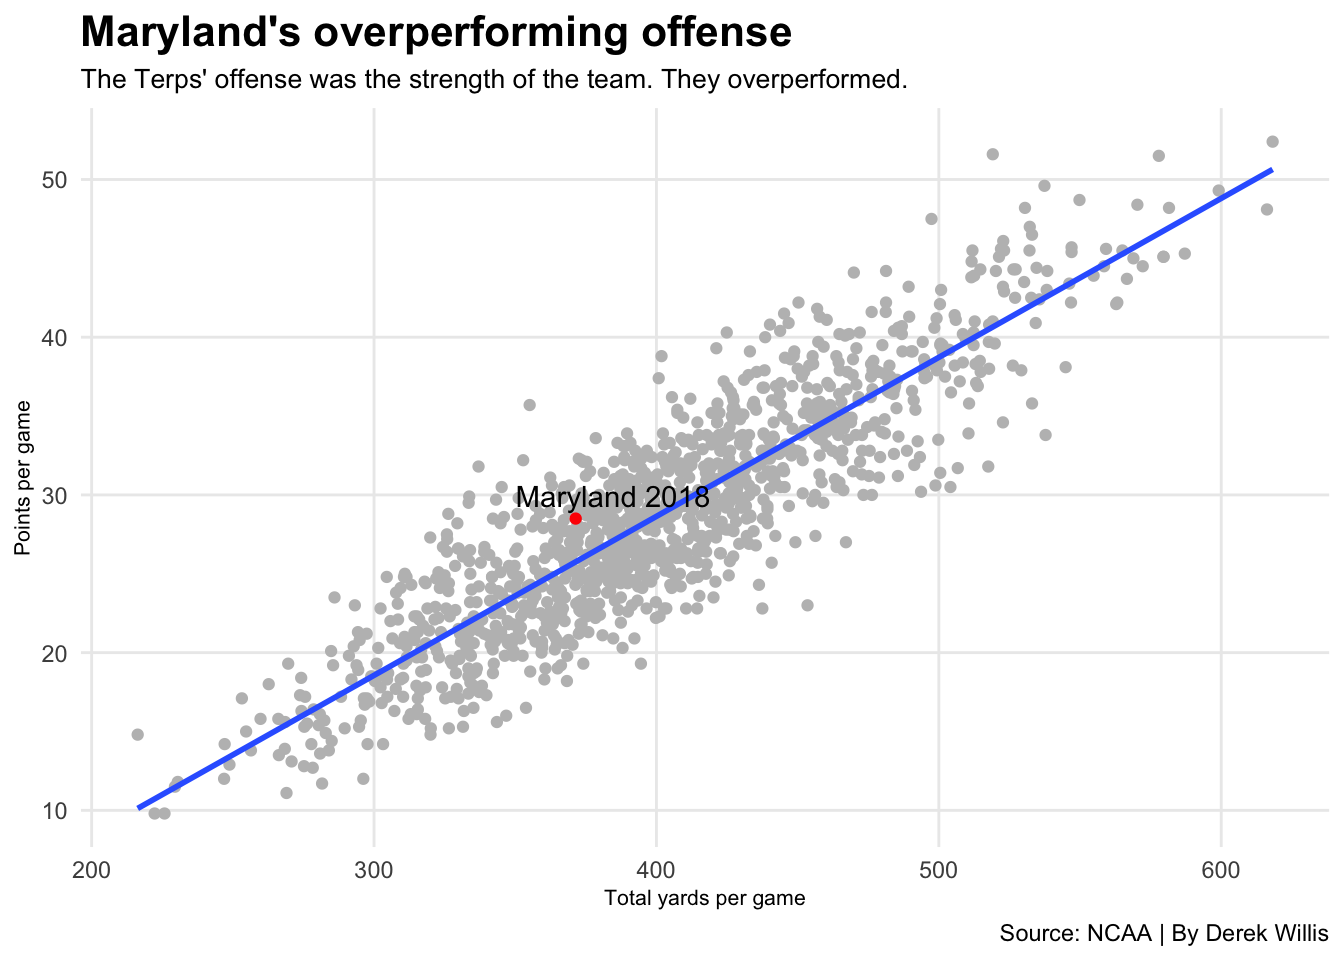 Maryland's overperforming offense
The Terps' offense was the strength of the team. They overperformed.
50
40
30
20
10
Points per game
Maryland 2018
200 300 400 500 600
Total yards per game
Source: NCAA | By Derek Willis